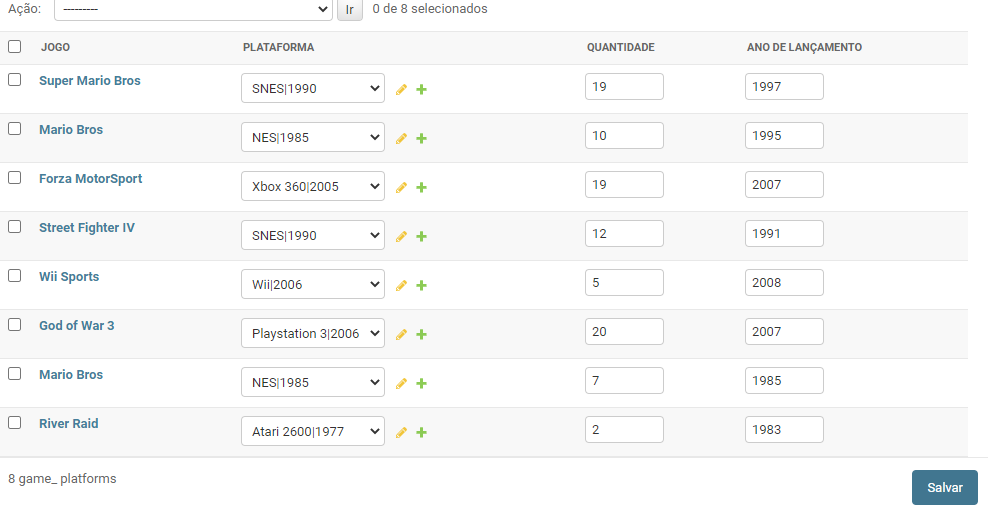 Ação: --------- Ir 0 de 8 selecionados
JOGO PLATAFORMA QUANTIDADE ANO DE LANÇAMENTO
Super Mario Bros SNES|1990 19 1997
Mario Bros NES|1985 10 1995
Forza MotorSport Xbox 360|2005 19 2007
Street Fighter IV SNES|1990 12 1991
Wii Sports Wii|2006 5 2008
God of War 3 Playstation 3|2006 20 2007
Mario Bros NES|1985 7 1985
River Raid Atari 2600|1977 2 1983
8 game_ platforms
Salvar